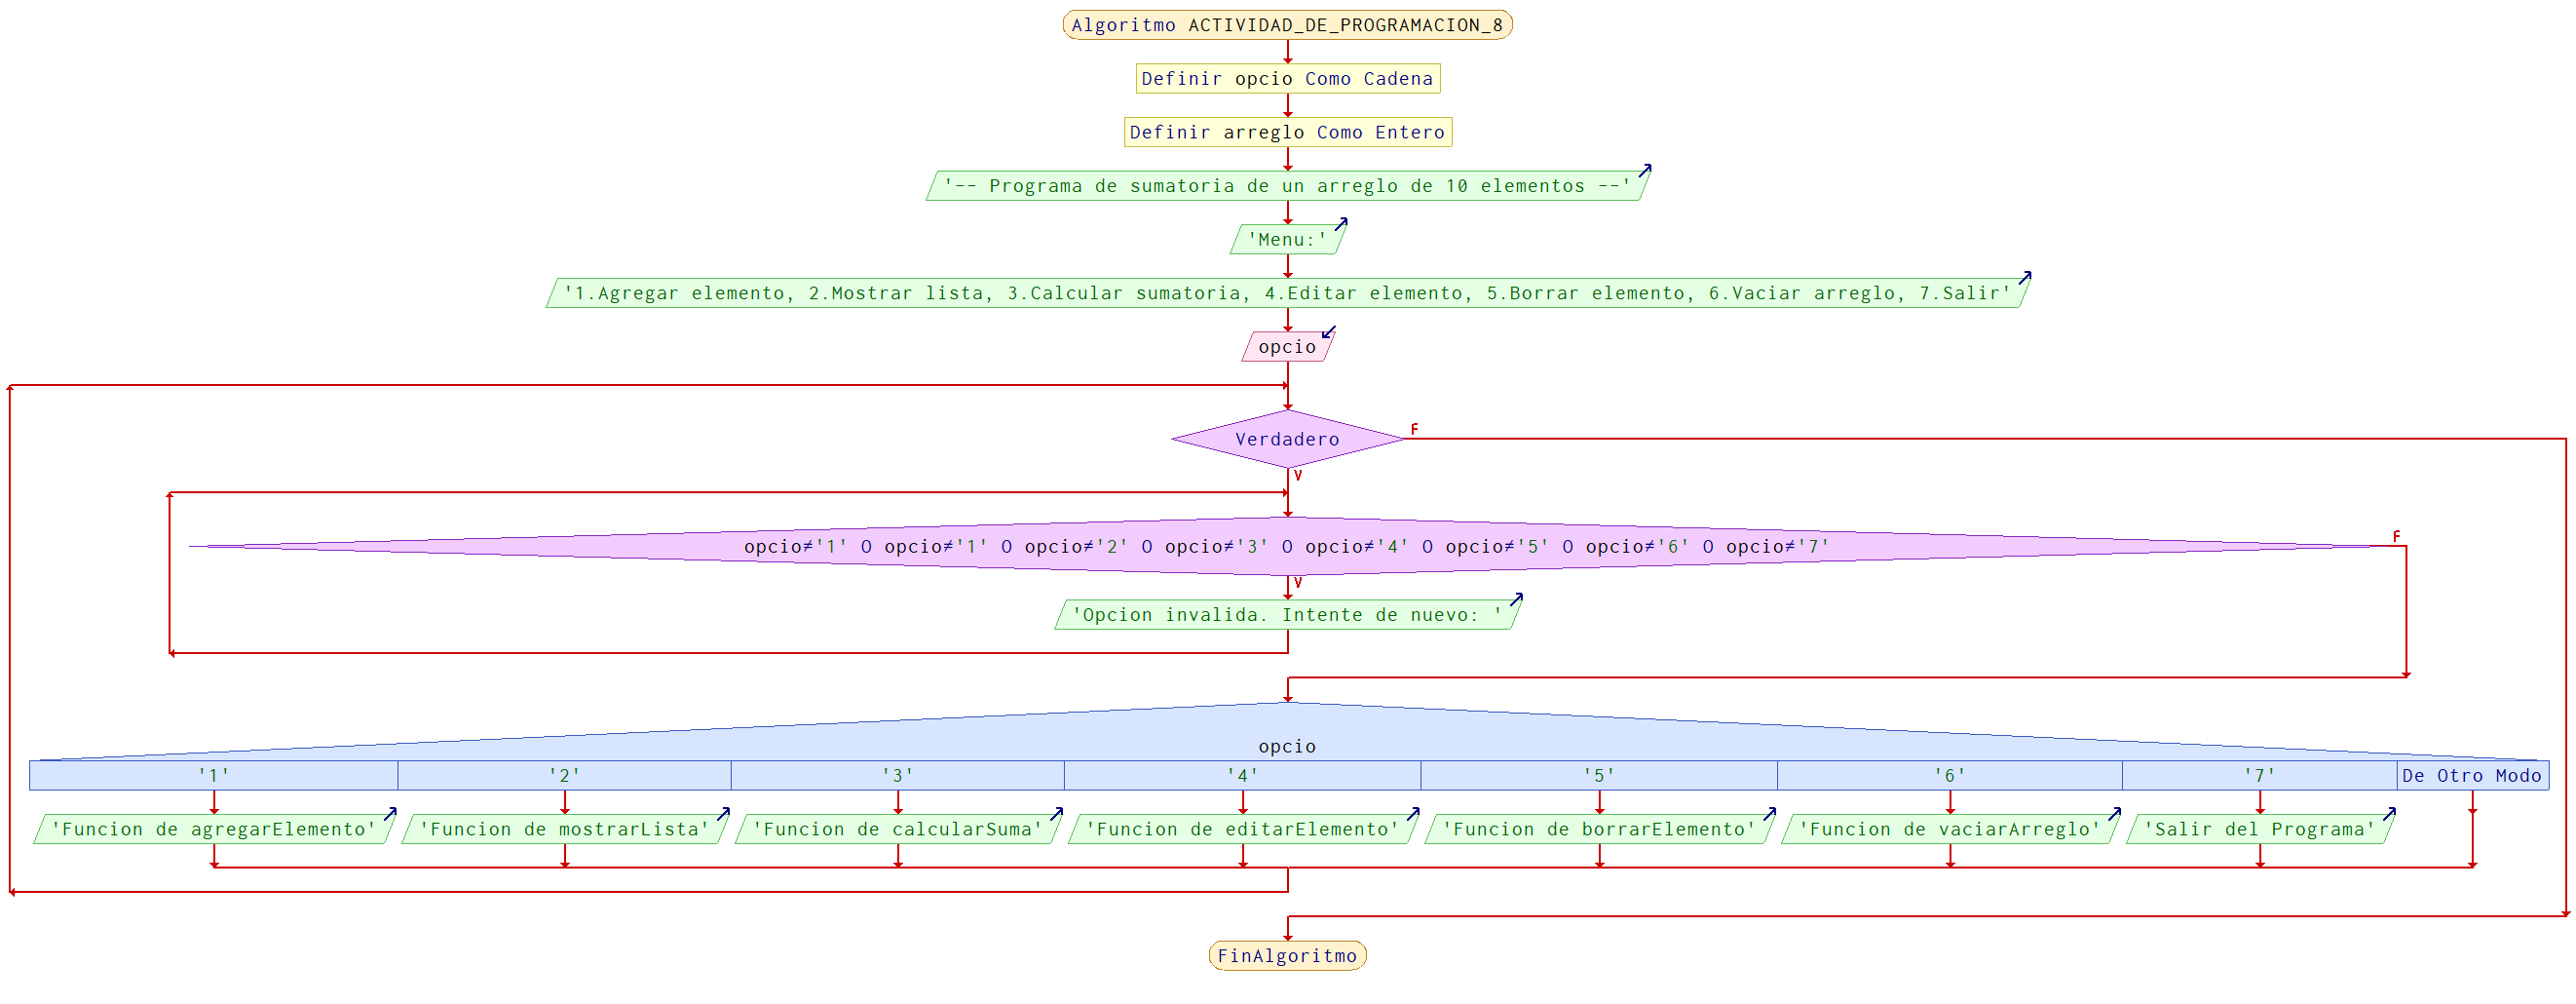 Algoritmo ACTIVIDAD_DE_PROGRAMACION_8
Definir opcio Como Cadena
Definir arreglo Como Entero
'-- Programa de sumatoria de un arreglo de 10 elementos --'
'Menu:'
'1.Agregar elemento, 2.Mostrar lista, 3.Calcular sumatoria, 4.Editar elemento, 5.Borrar elemento, 6.Vaciar arreglo, 7.Salir'
opcio
Verdadero
F
V
opcio≠'1' O opcio≠'1' O opcio≠'2' O opcio≠'3' O opcio≠'4' O opcio≠'5' O opcio≠'6' O opcio≠'7'
F
V
'Opcion invalida. Intente de nuevo: '
opcio
'1' '2' '3' '4' '5' '6' '7' De Otro Modo
'Funcion de agregarElemento' 'Funcion de mostrarLista' 'Funcion de calcularSuma' 'Funcion de editarElemento' 'Funcion de borrarElemento' 'Funcion de vaciarArreglo' 'Salir del Programa'
FinAlgoritmo